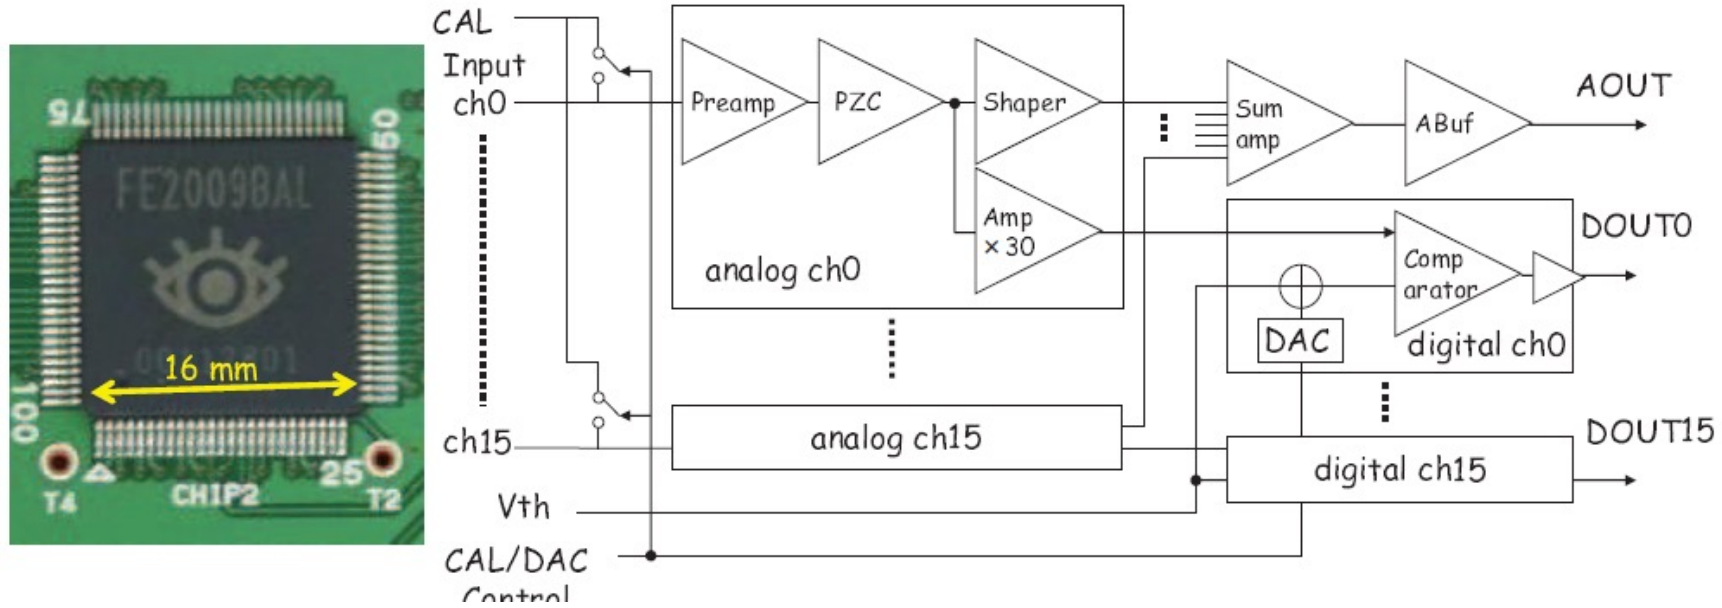 75
60
FE2009BAL
16 mm
100
25
T4
CHIP2
T2
CAL
Input
ch0
Preamp
PZC
Shaper
Sum
amp
ABuf
AOUT
Amp
×30
analog ch0
Comp
arator
DOUT0
DAC
digital ch0
ch15
analog ch15
digital ch15
DOUT15
Vth
CAL/DAC
Control